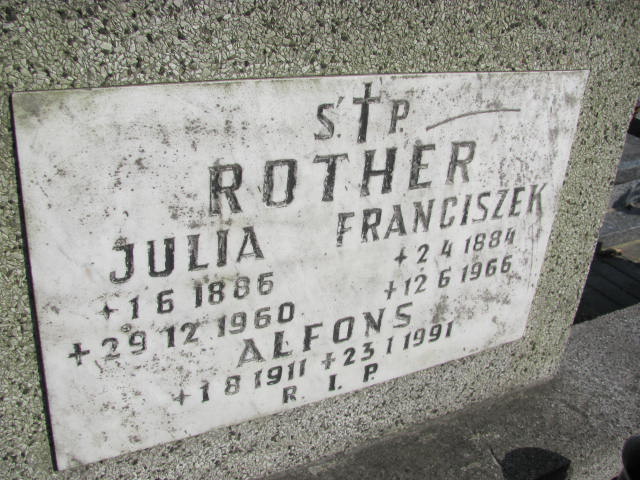 Ś.†P.
ROTHER
JULIA FRANCISZEK
+1 6 1886 +2 4 1884
+29 12 1960 +12 6 1966
ALFONS
+1 8 1911 +23 1 1991
R. I. P.